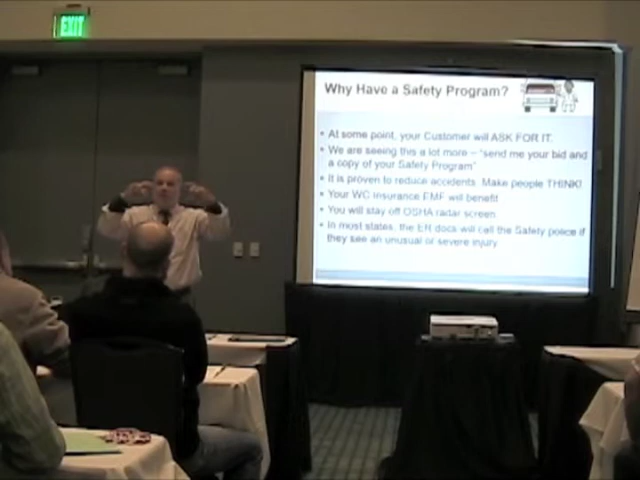 EXIT
Why Have a Safety Program?
• At some point, your Customer will ASK FOR IT.
• We are seeing this a lot more – "send me your bid and
a copy of your Safety Program"
• It is proven to reduce accidents. Make people THINK!
• Your WC Insurance EMF will benefit
• You will stay off OSHA radar screen.
• In most states, the ER docs will call the Safety police if
they see an unusual or severe injury